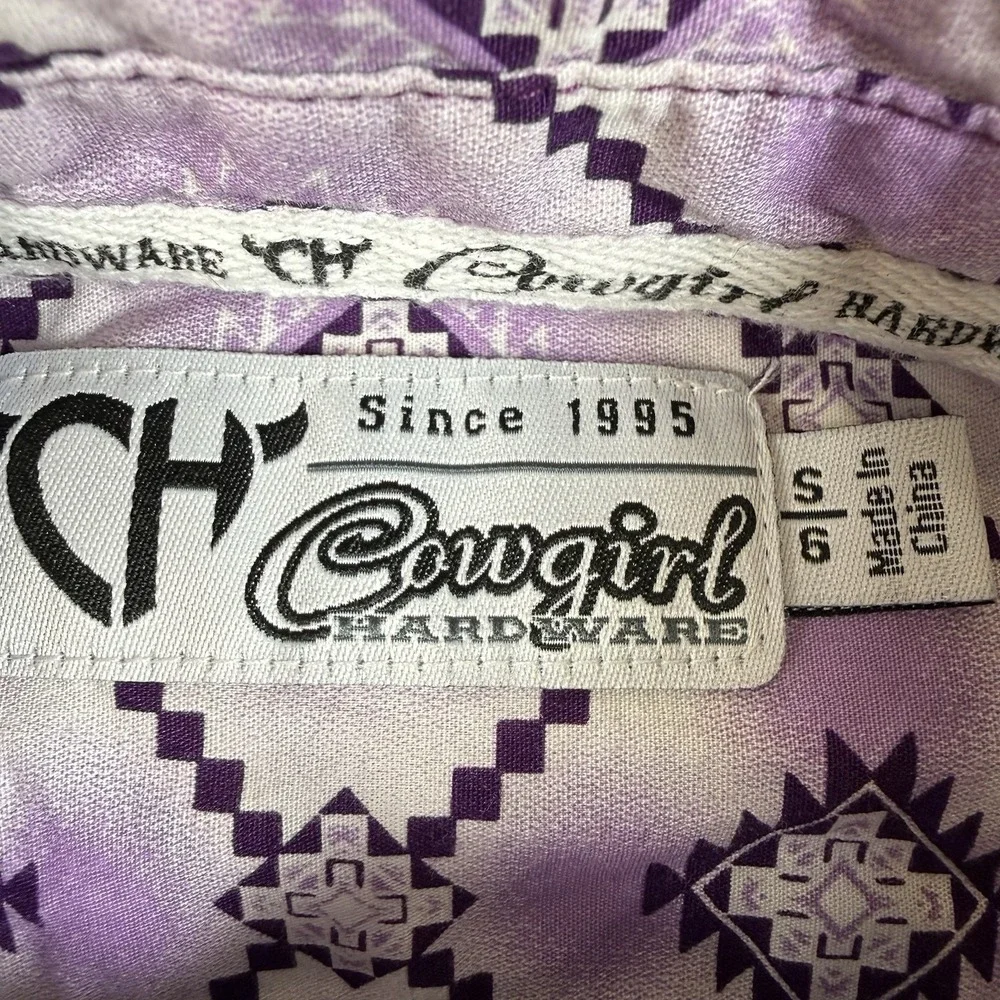 HARDWARE CH Cowgirl HARDW
CH
Since 1995
Cowgirl
HARDWARE
S
6
Made In
China